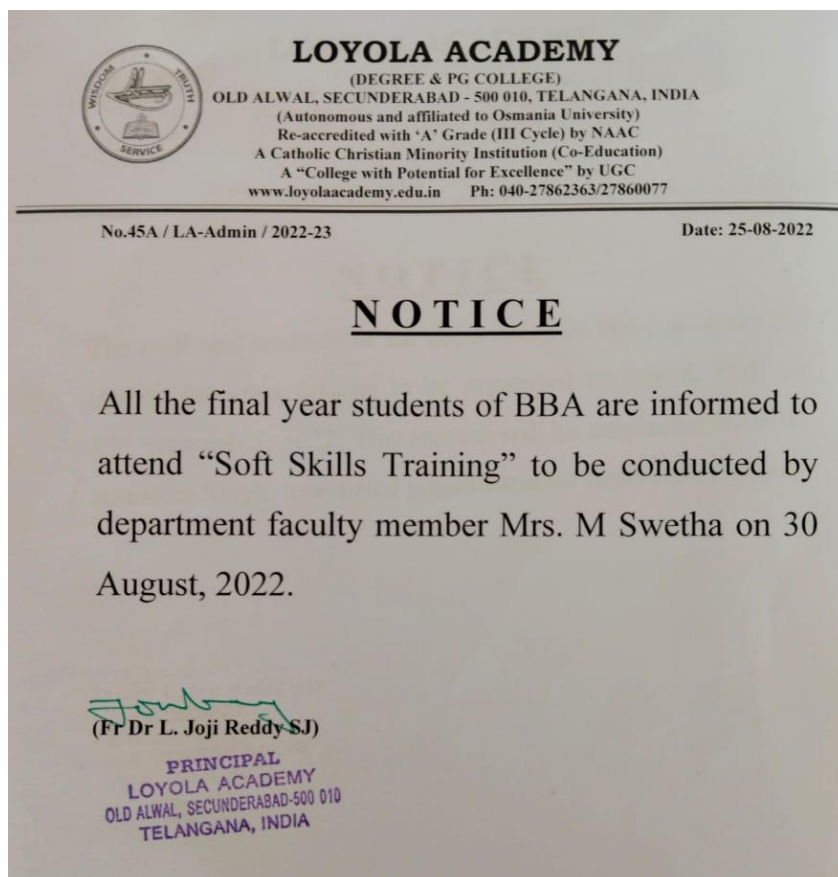 WISDOM • TRUTH
SERVICE
LOYOLA ACADEMY
(DEGREE & PG COLLEGE)
OLD ALWAL, SECUNDERABAD - 500 010, TELANGANA, INDIA
(Autonomous and affiliated to Osmania University)
Re-accredited with ‘A’ Grade (III Cycle) by NAAC
A Catholic Christian Minority Institution (Co-Education)
A “College with Potential for Excellence” by UGC
www.loyolaacademy.edu.in Ph: 040-27862363/27860077
No.45A / LA-Admin / 2022-23 Date: 25-08-2022
NOTICE
All the final year students of BBA are informed to
attend “Soft Skills Training” to be conducted by
department faculty member Mrs. M Swetha on 30
August, 2022.
(Fr Dr L. Joji Reddy SJ)
PRINCIPAL
LOYOLA ACADEMY
OLD ALWAL, SECUNDERABAD-500 010
TELANGANA, INDIA